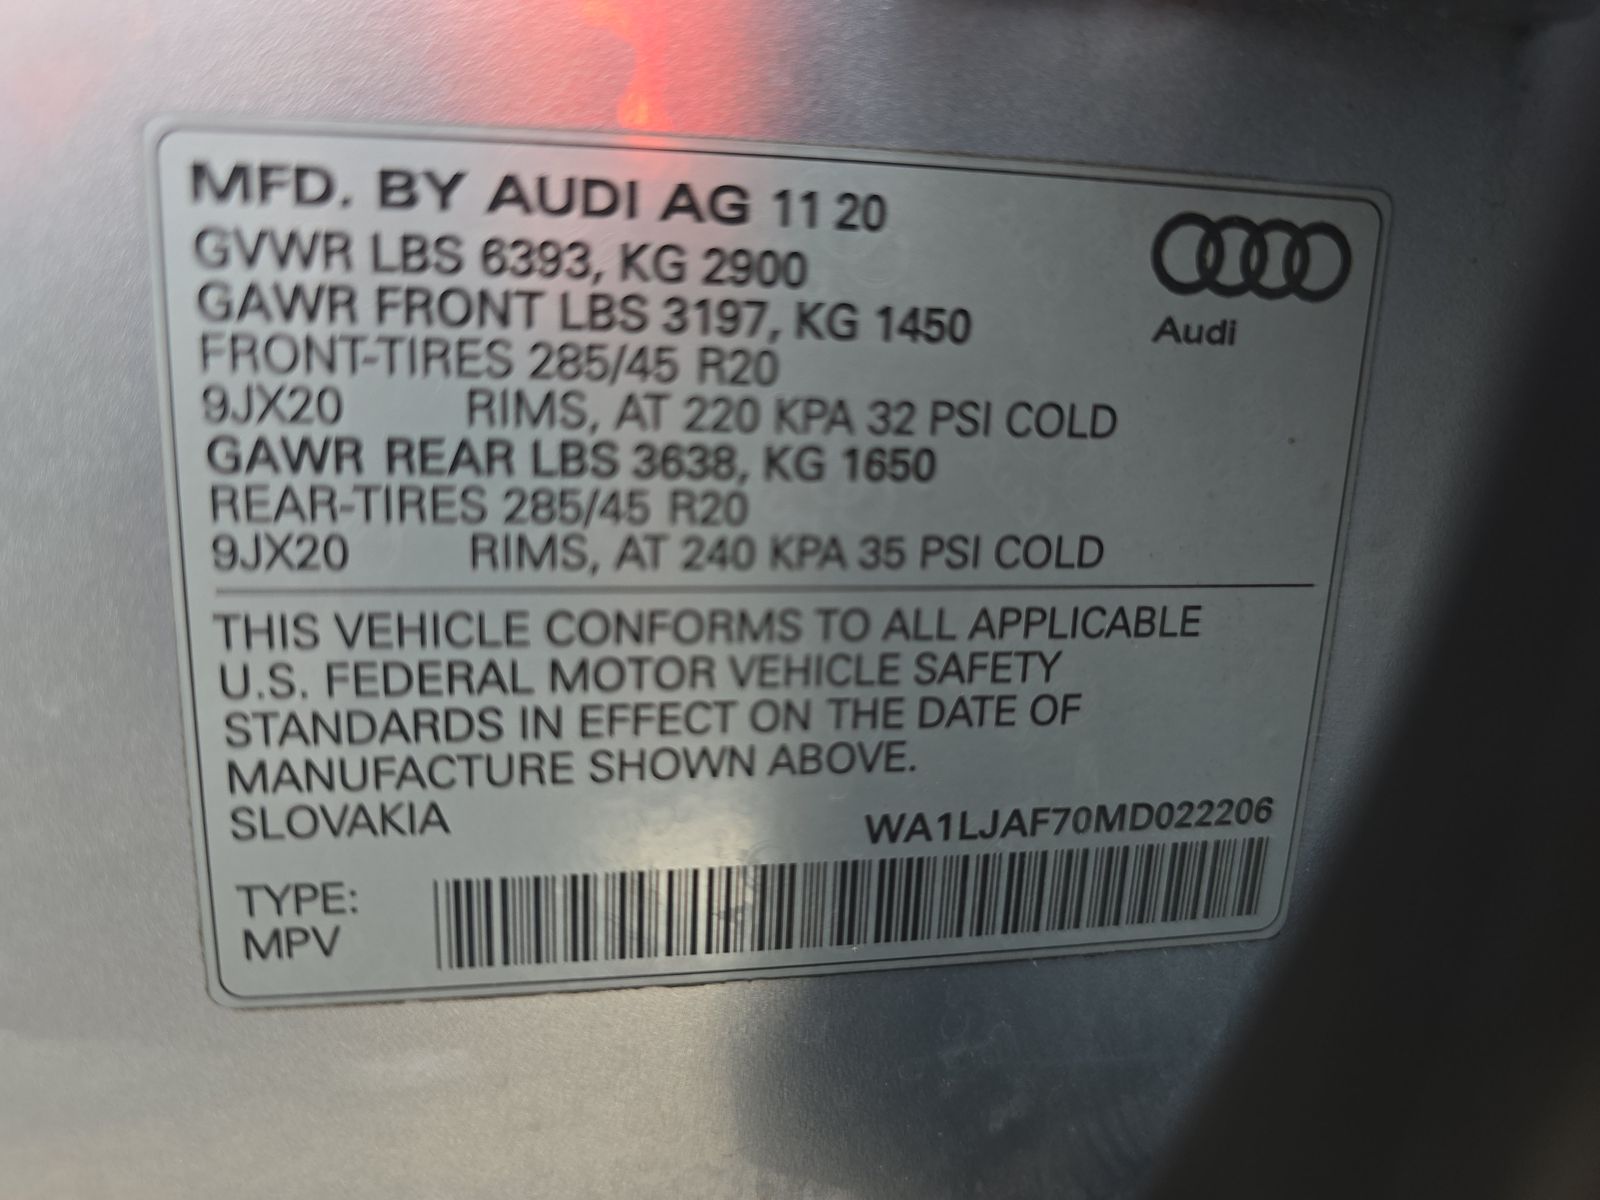 MFD. BY AUDI AG 11 20
GVWR LBS 6393, KG 2900
GAWR FRONT LBS 3197, KG 1450
FRONT-TIRES 285/45 R20
9JX20 RIMS, AT 220 KPA 32 PSI COLD
GAWR REAR LBS 3638, KG 1650
REAR-TIRES 285/45 R20
9JX20 RIMS, AT 240 KPA 35 PSI COLD
Audi
THIS VEHICLE CONFORMS TO ALL APPLICABLE
U.S. FEDERAL MOTOR VEHICLE SAFETY
STANDARDS IN EFFECT ON THE DATE OF
MANUFACTURE SHOWN ABOVE.
SLOVAKIA WA1LJAF70MD022206
TYPE:
MPV